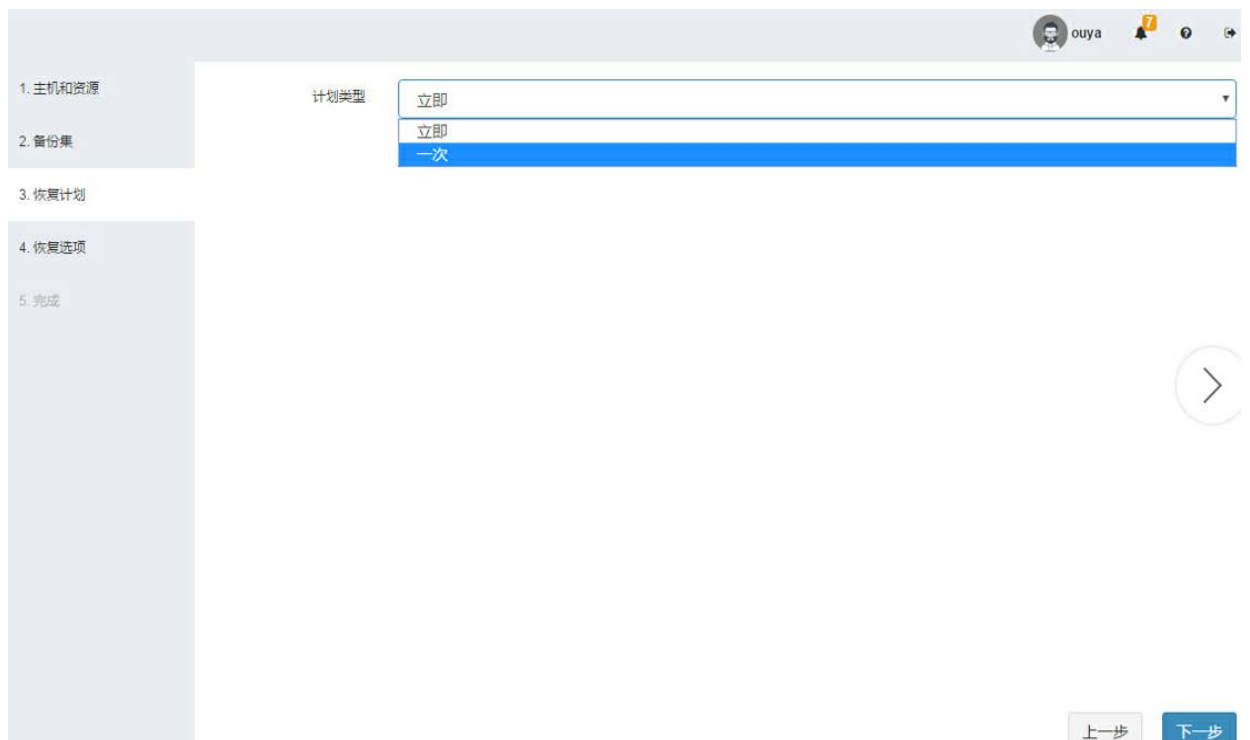 ouya 7
1. 主机和资源
计划类型 立即
立即
2. 备份集
一次
3. 恢复计划
4. 恢复选项
5. 完成
上一步 下一步